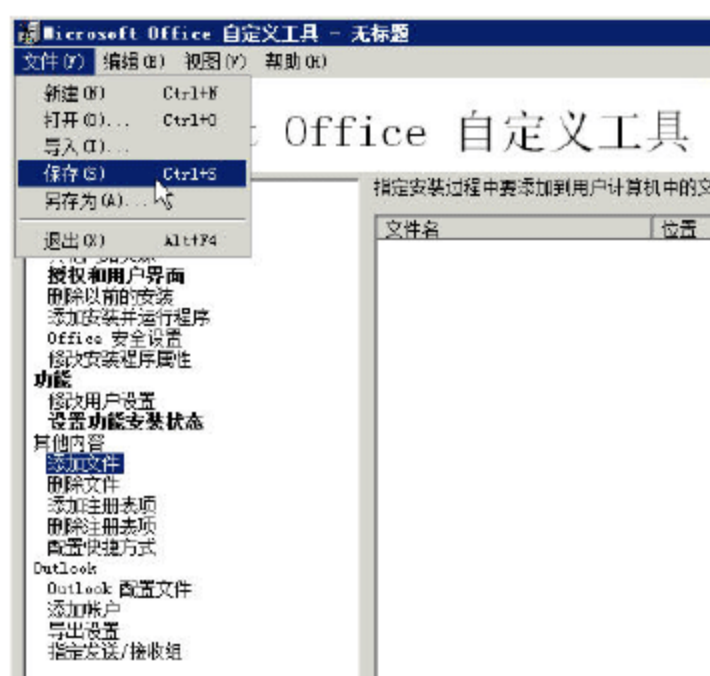 Microsoft Office 自定义工具 - 无标题
文件(F) 编辑(E) 视图(V) 帮助(H)
新建(N) Ctrl+N
打开(O)... Ctrl+O
导入(I)...
保存(S) Ctrl+S
另存为(A)...
退出(X) Alt+F4
t Office 自定义工具
指定安装过程中要添加到用户计算机中的文
文件名 位置
授权和用户界面
删除以前的安装
添加安装并运行程序
Office 安全设置
修改安装程序属性
功能
修改用户设置
设置功能安装状态
其他内容
添加文件
删除文件
添加注册表项
删除注册表项
配置快捷方式
Outlook
Outlook 配置文件
添加帐户
导出设置
指定发送/接收组